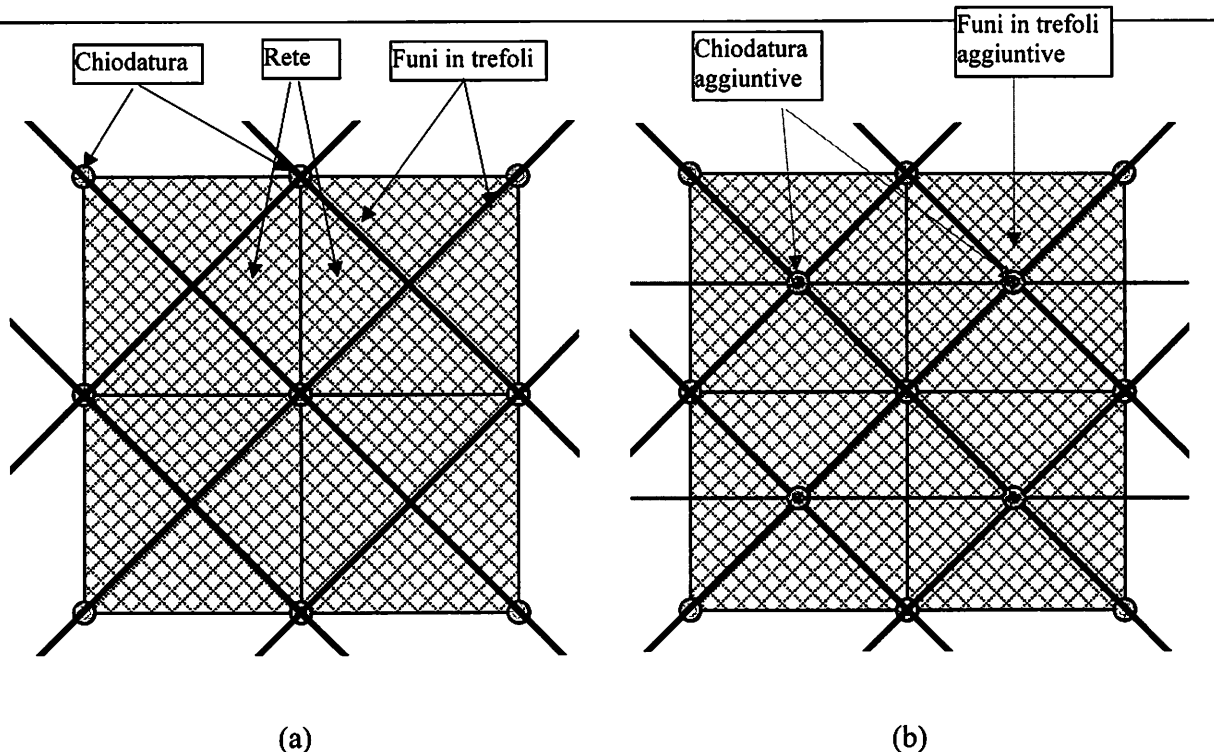 Chiodatura
Rete
Funi in trefoli
Chiodatura
aggiuntive
Funi in trefoli
aggiuntive
(a)
(b)